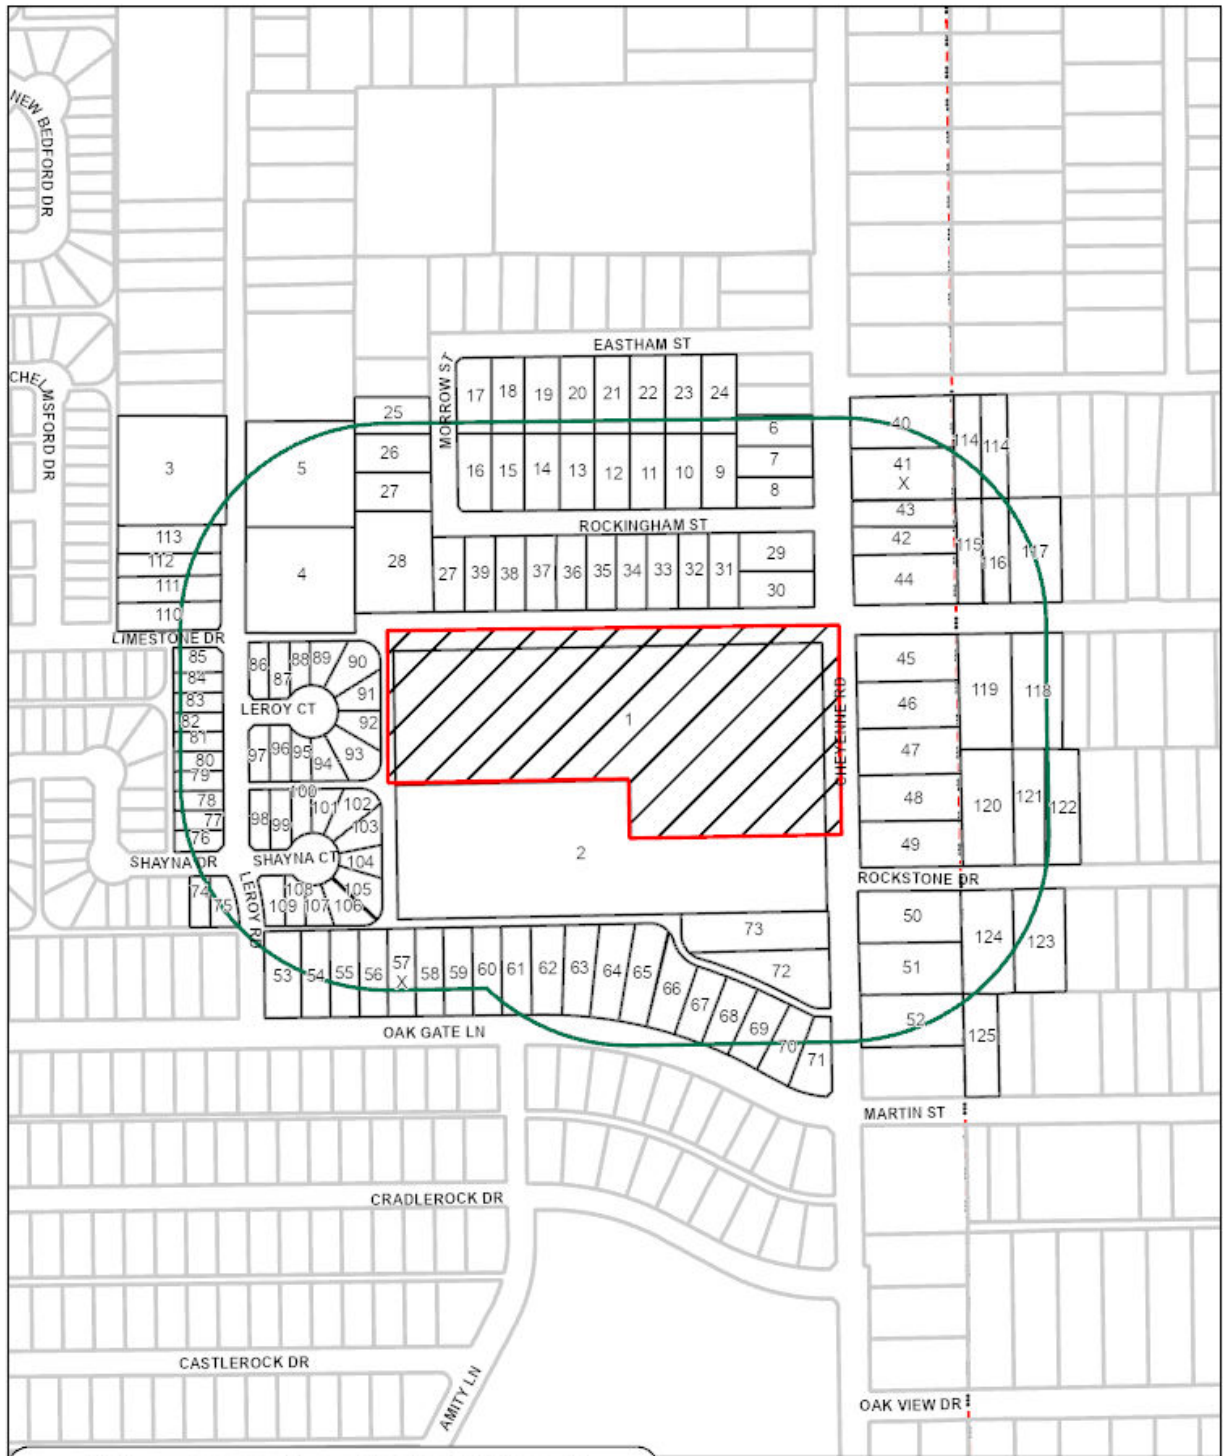 NEW BEDFORD DR
EASTHAM ST
CHELMSFORD DR
MORROW ST
17 18 19 20 21 22 23 24
25
6
40
114 114
3
5
26
16 15 14 13 12 11 10 9
7
41
X
27
8
43
113
ROCKINGHAM ST
42
115
117
112
28
29
116
4
27 39 38 37 36 35 34 33 32 31
44
111
30
110
LIMESTONE DR
85
86 88 89 90
45
84
87
91
119
118
83
LEROY CT
46
82
92
1
CHEYENNE RD
81
97 96 95 93
47
80
94
79
100
102
48
120
121
122
78
101
98 99
103
77
76
49
SHAYNA DR
SHAYNA CT
104
2
ROCKSTONE DR
74
LEROY RD
108
105
75
109 107 106
50
73
124
123
53 54 55 56 57 58 59 60 61 62 63 64 65
X
72
51
66
67
68
52
69
OAK GATE LN
70
125
71
MARTIN ST
CRADLEROCK DR
CASTLEROCK DR
AMITY LN
OAK VIEW DR